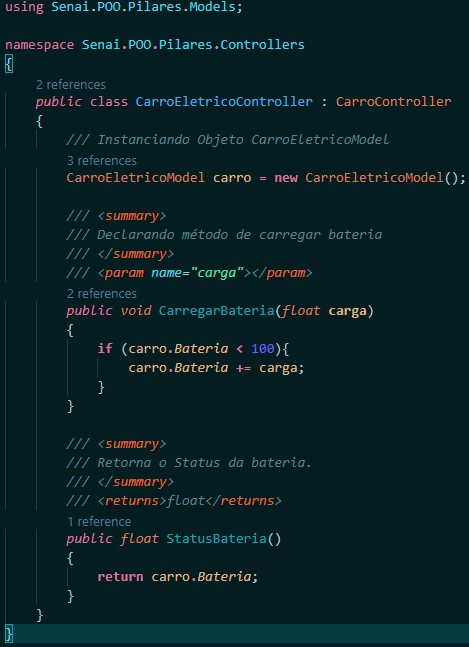 using Senai.POO.Pilares.Models;
namespace Senai.POO.Pilares.Controllers
{
2 references
public class CarroEletricoController : CarroController
{
/// Instanciando Objeto CarroEletricoModel
3 references
CarroEletricoModel carro = new CarroEletricoModel();
/// <summary>
/// Declarando método de carregar bateria
/// </summary>
/// <param name="carga"></param>
2 references
public void CarregarBateria(float carga)
{
if (carro.Bateria < 100){
carro.Bateria += carga;
}
}
/// <summary>
/// Retorna o Status da bateria.
/// </summary>
/// <returns>float</returns>
1 reference
public float StatusBateria()
{
return carro.Bateria;
}
}
}